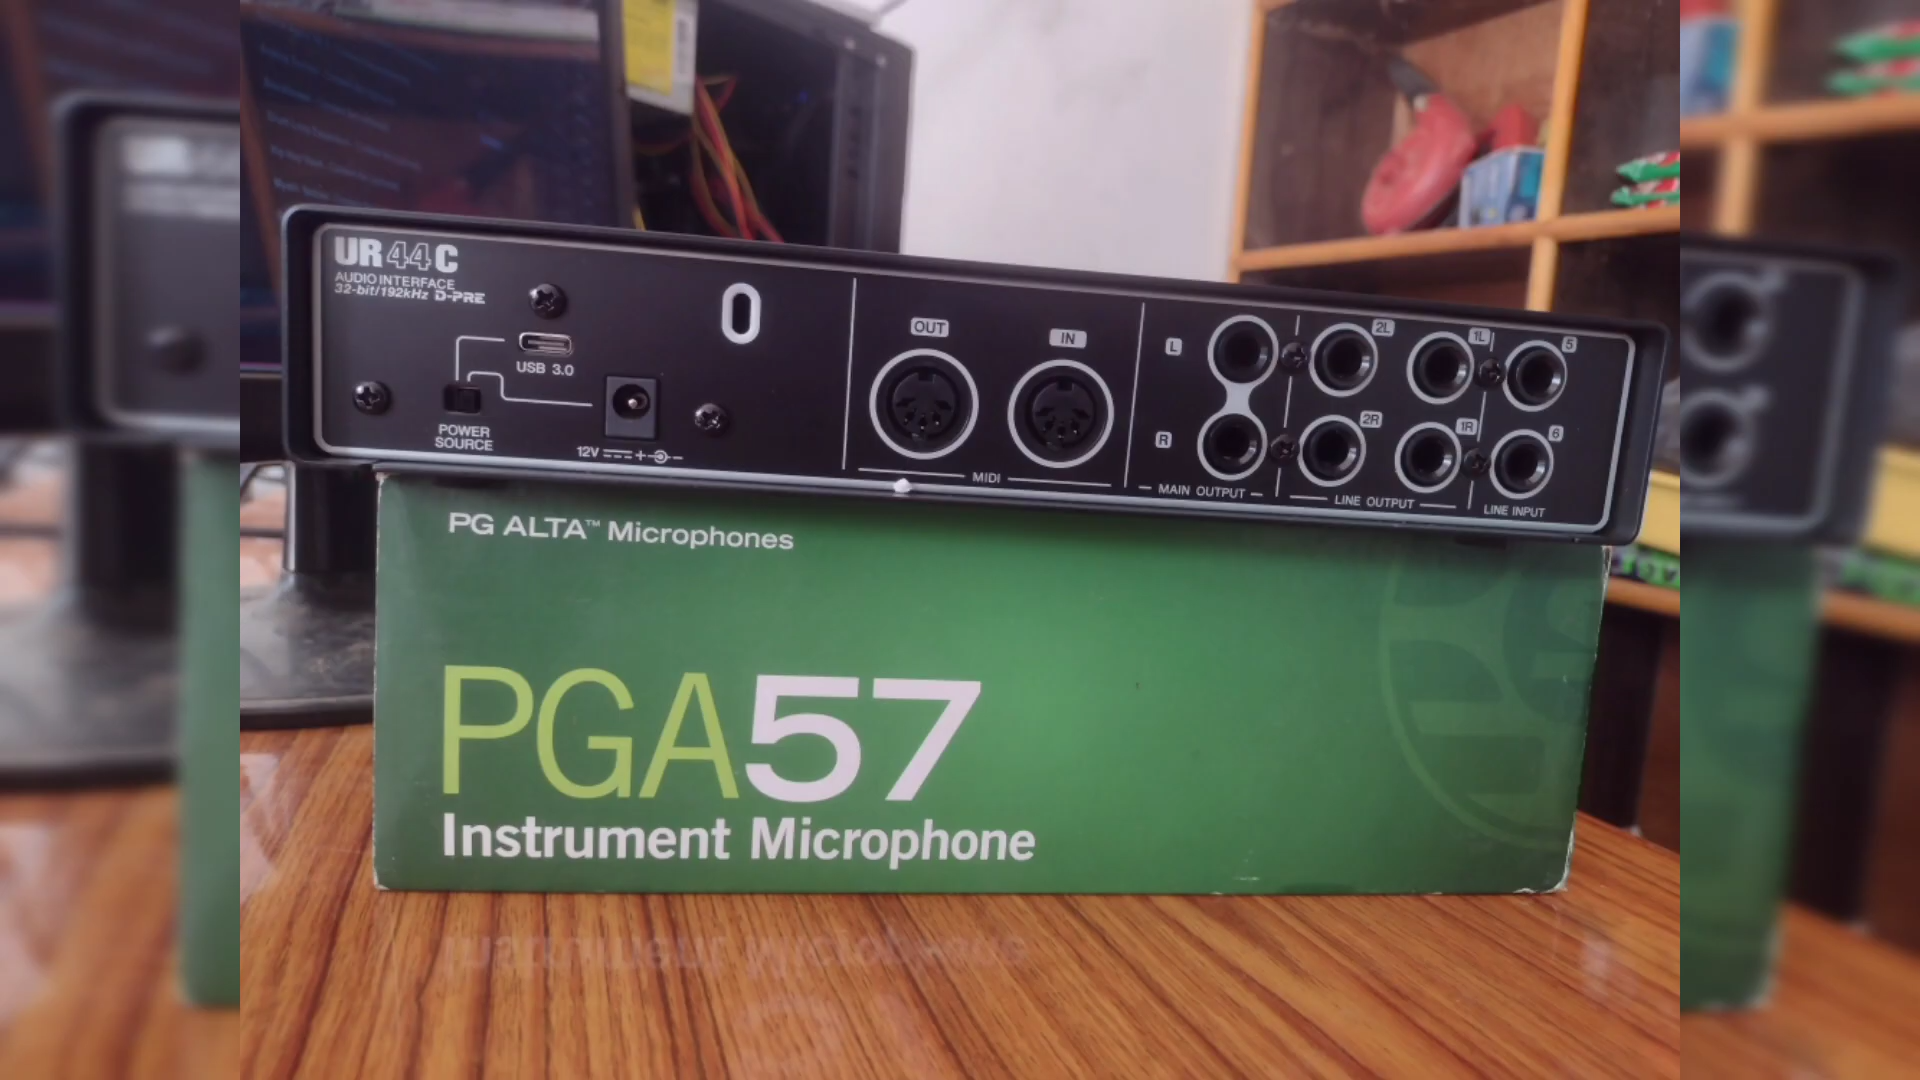 UR44C
AUDIO INTERFACE
32-bit/192kHz D-PRE
USB 3.0
POWER
SOURCE
12V
OUT
IN
MIDI
L
R
MAIN OUTPUT
2L
1L
2R
1R
LINE OUTPUT
5
6
LINE INPUT
PG ALTA™ Microphones
PGA57
Instrument Microphone